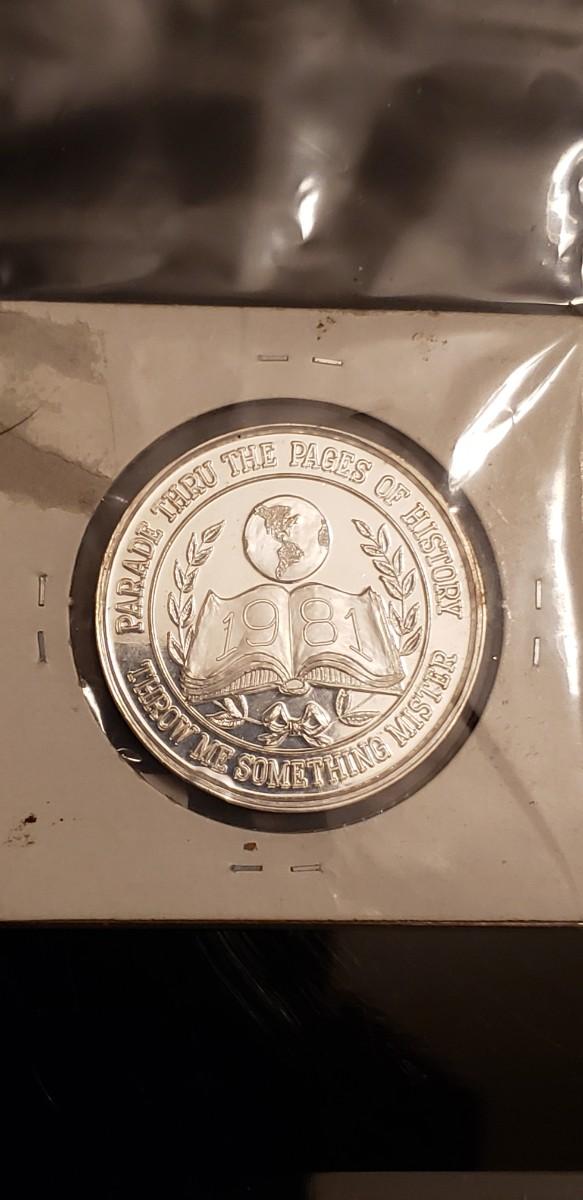 PARADE THRU THE PAGES OF HISTORY
1981
THROW ME SOMETHING MISTER